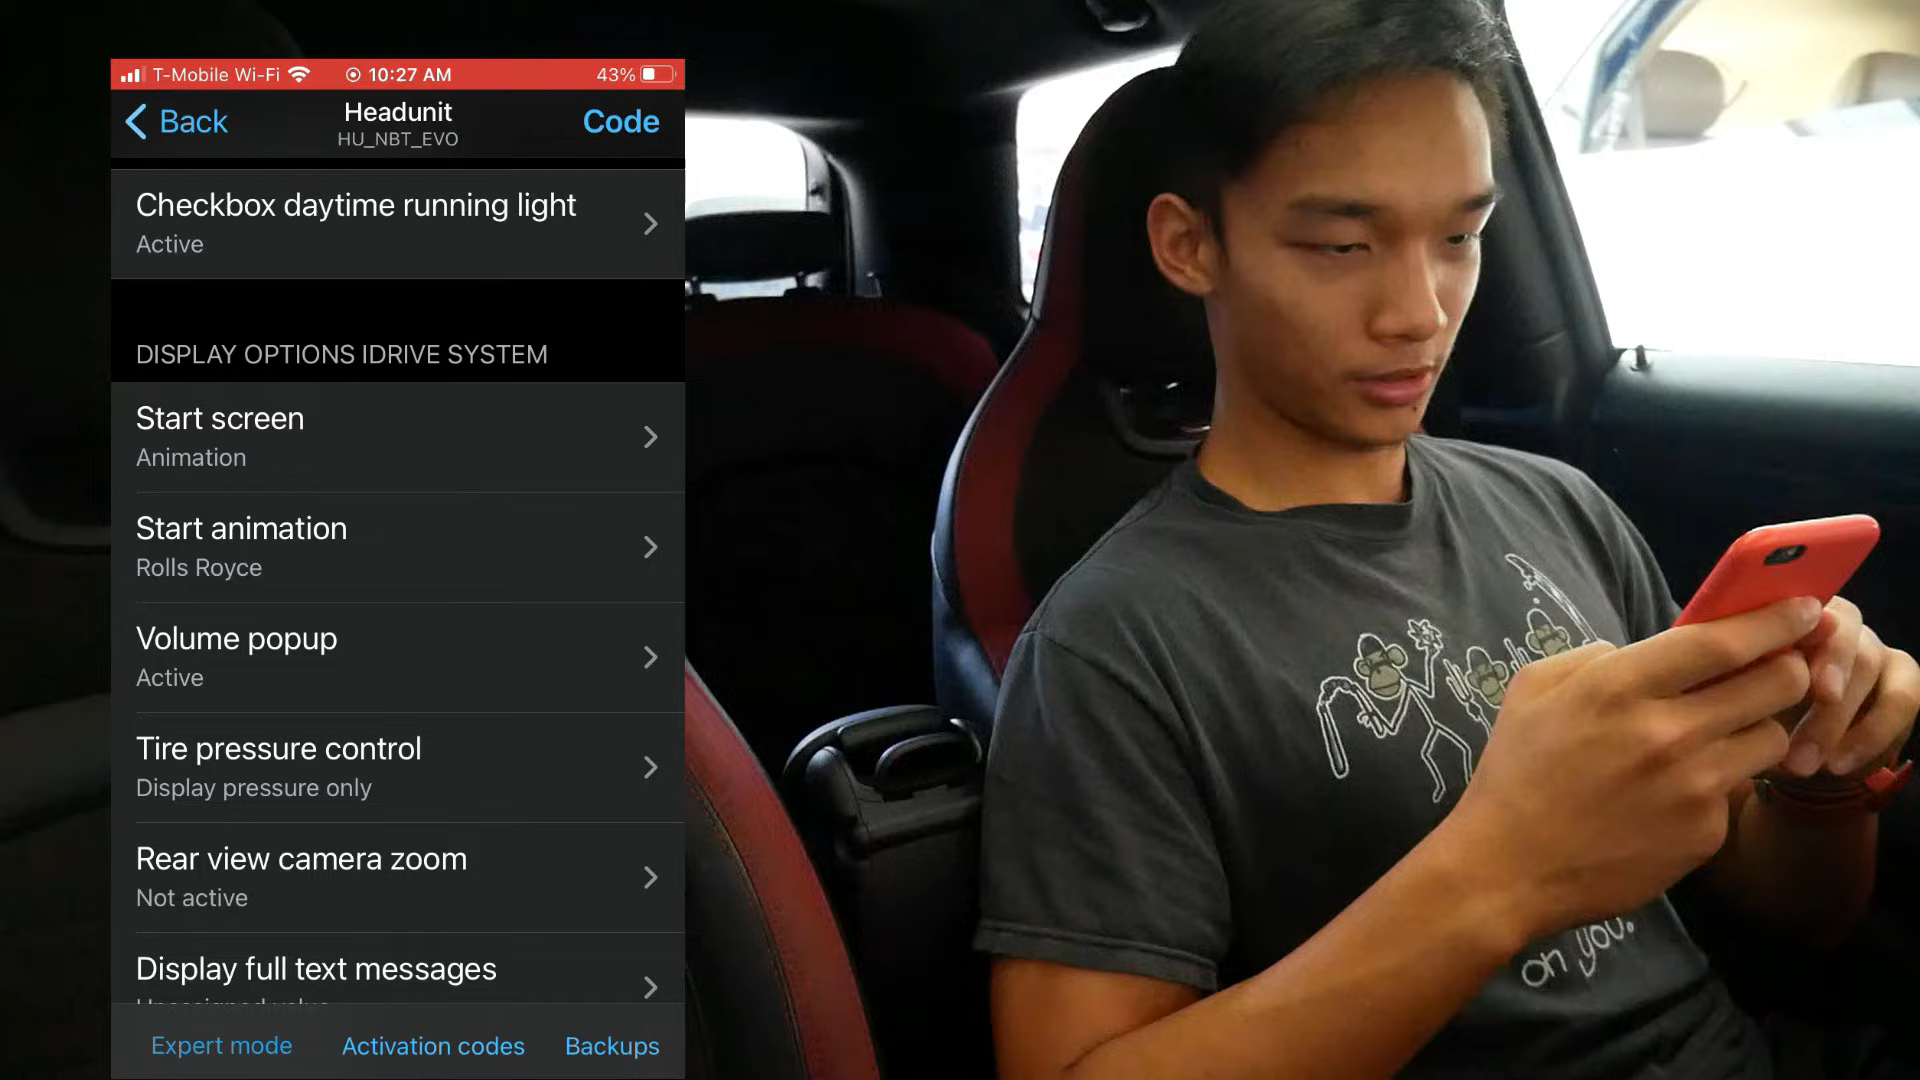 T-Mobile Wi-Fi 10:27 AM 43%
Back Headunit Code
HU_NBT_EVO
Checkbox daytime running light
Active
DISPLAY OPTIONS IDRIVE SYSTEM
Start screen
Animation
Start animation
Rolls Royce
Volume popup
Active
Tire pressure control
Display pressure only
Rear view camera zoom
Not active
Display full text messages
Expert mode Activation codes Backups
on you.